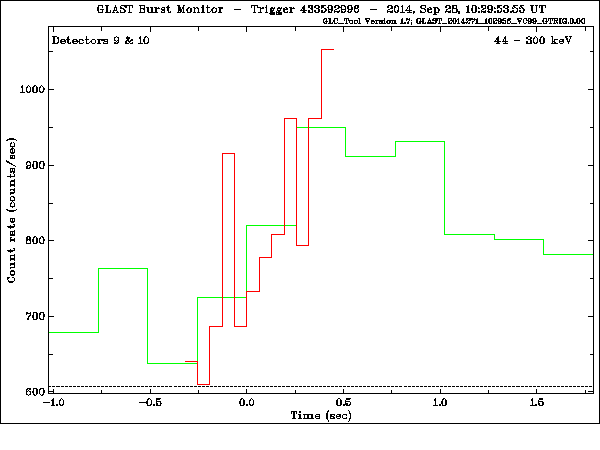 GLAST Burst Monitor - Trigger 433592996 - 2014, Sep 28, 10:29:53.55 UT
GLC_Tool Version 1.7; GLAST_2014271_102955_VC99_GTRIG.0.00
Detectors 9 & 10
44 - 300 keV
1000
900
800
700
600
Count rate (counts/sec)
-1.0 -0.5 0.0 0.5 1.0 1.5
Time (sec)